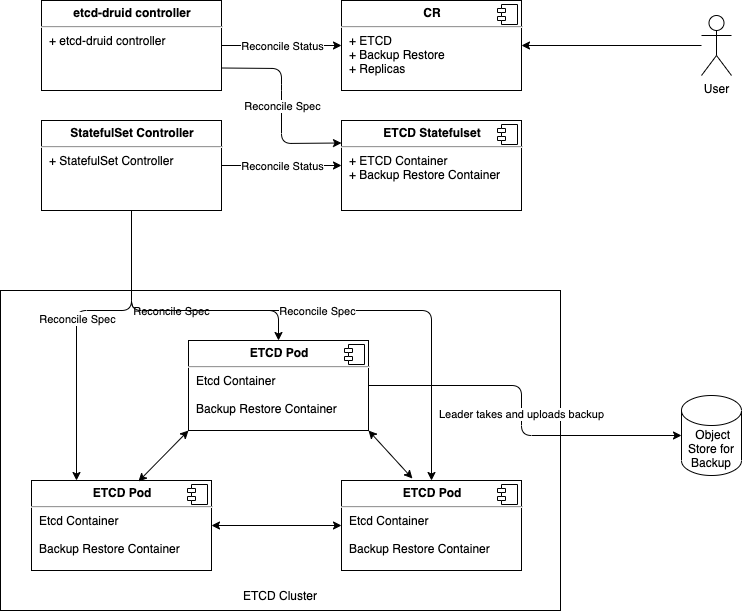 etcd-druid controller
+ etcd-druid controller
Reconcile Status
CR
+ ETCD
+ Backup Restore
+ Replicas
User
Reconcile Spec
StatefulSet Controller
+ StatefulSet Controller
Reconcile Status
ETCD Statefulset
+ ETCD Container
+ Backup Restore Container
Reconcile Spec
Reconcile Spec
Reconcile Spec
ETCD Pod
Etcd Container
Backup Restore Container
Leader takes and uploads backup
Object
Store for
Backup
ETCD Pod
Etcd Container
Backup Restore Container
ETCD Pod
Etcd Container
Backup Restore Container
ETCD Cluster